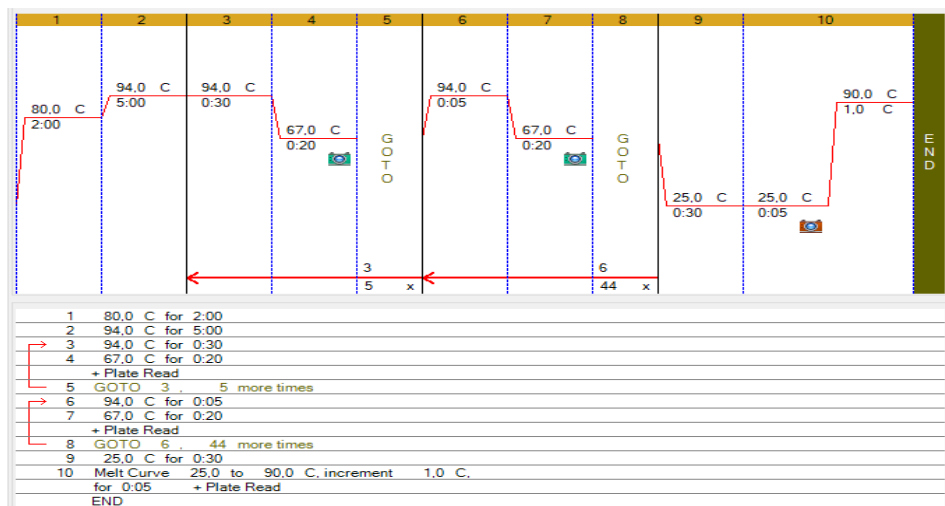 1 2 3 4 5 6 7 8 9 10
80,0 C
2:00
94,0 C
5:00
94,0 C
0:30
67,0 C
0:20
GOTO
3
5 x
94,0 C
0:05
67,0 C
0:20
GOTO
6
44 x
25,0 C
0:30
25,0 C
0:05
90,0 C
1,0 C
END
1 80,0 C for 2:00
2 94,0 C for 5:00
3 94,0 C for 0:30
4 67,0 C for 0:20
+ Plate Read
5 GOTO 3 , 5 more times
6 94,0 C for 0:05
7 67,0 C for 0:20
+ Plate Read
8 GOTO 6 , 44 more times
9 25,0 C for 0:30
10 Melt Curve 25,0 to 90,0 C, increment 1,0 C,
for 0:05 + Plate Read
END